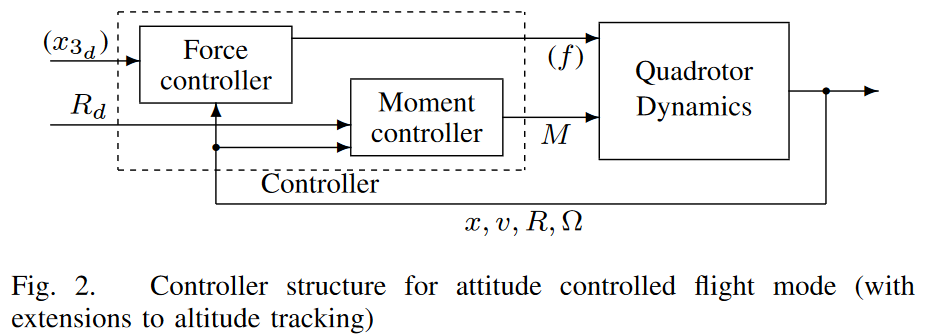 (x_{3_d})
Force
controller
(f)
Quadrotor
Dynamics
R_d
Moment
controller
M
Controller
x, v, R, Ω
Fig. 2. Controller structure for attitude controlled flight mode (with
extensions to altitude tracking)